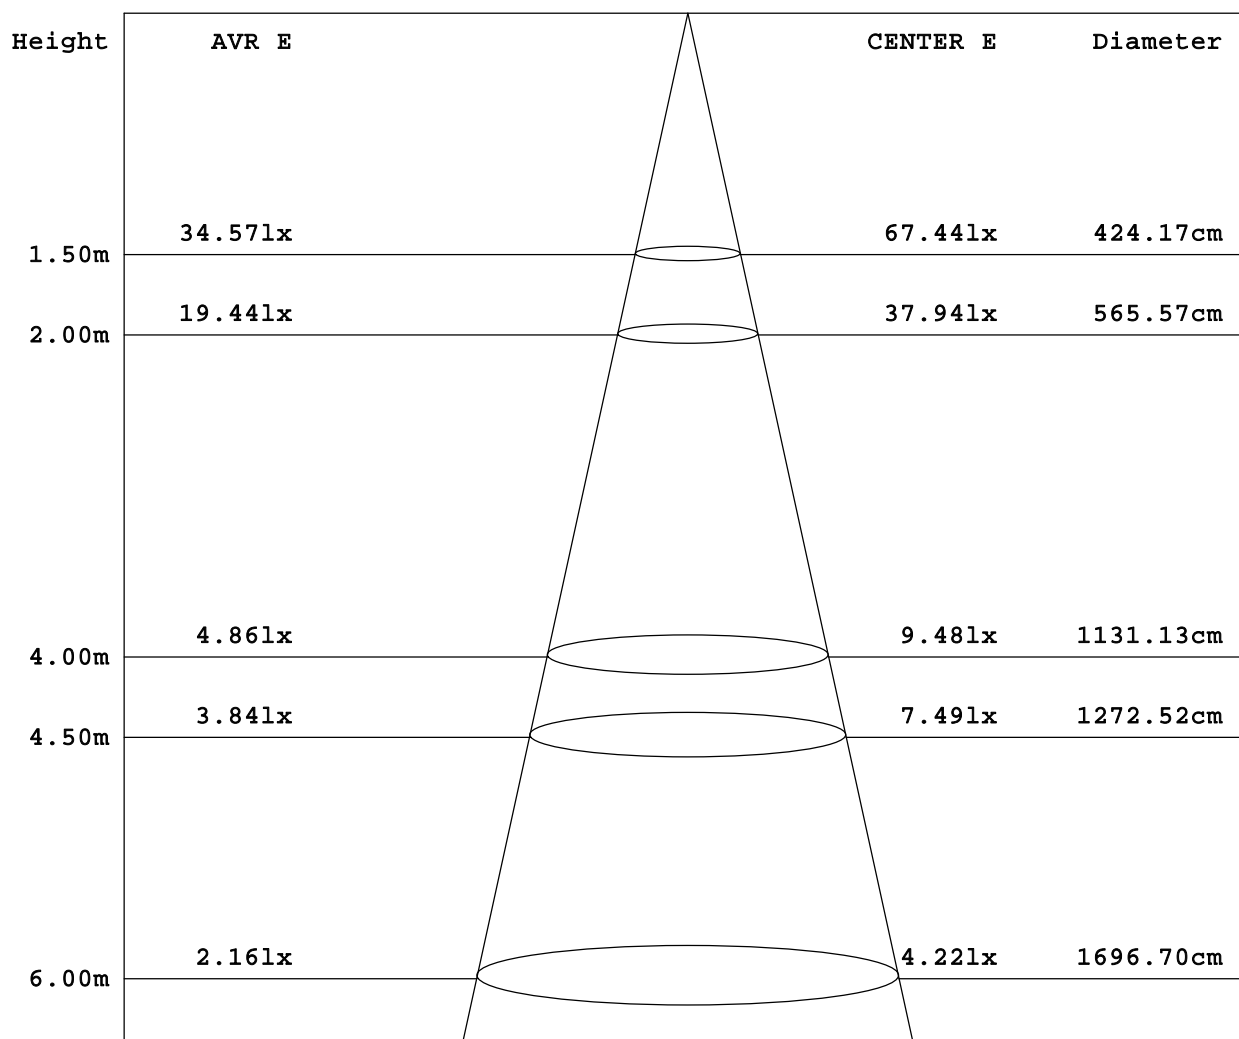 Height AVR E CENTER E Diameter
34.57lx 67.44lx 424.17cm
1.50m
19.44lx 37.94lx 565.57cm
2.00m
4.86lx 9.48lx 1131.13cm
4.00m
3.84lx 7.49lx 1272.52cm
4.50m
2.16lx 4.22lx 1696.70cm
6.00m